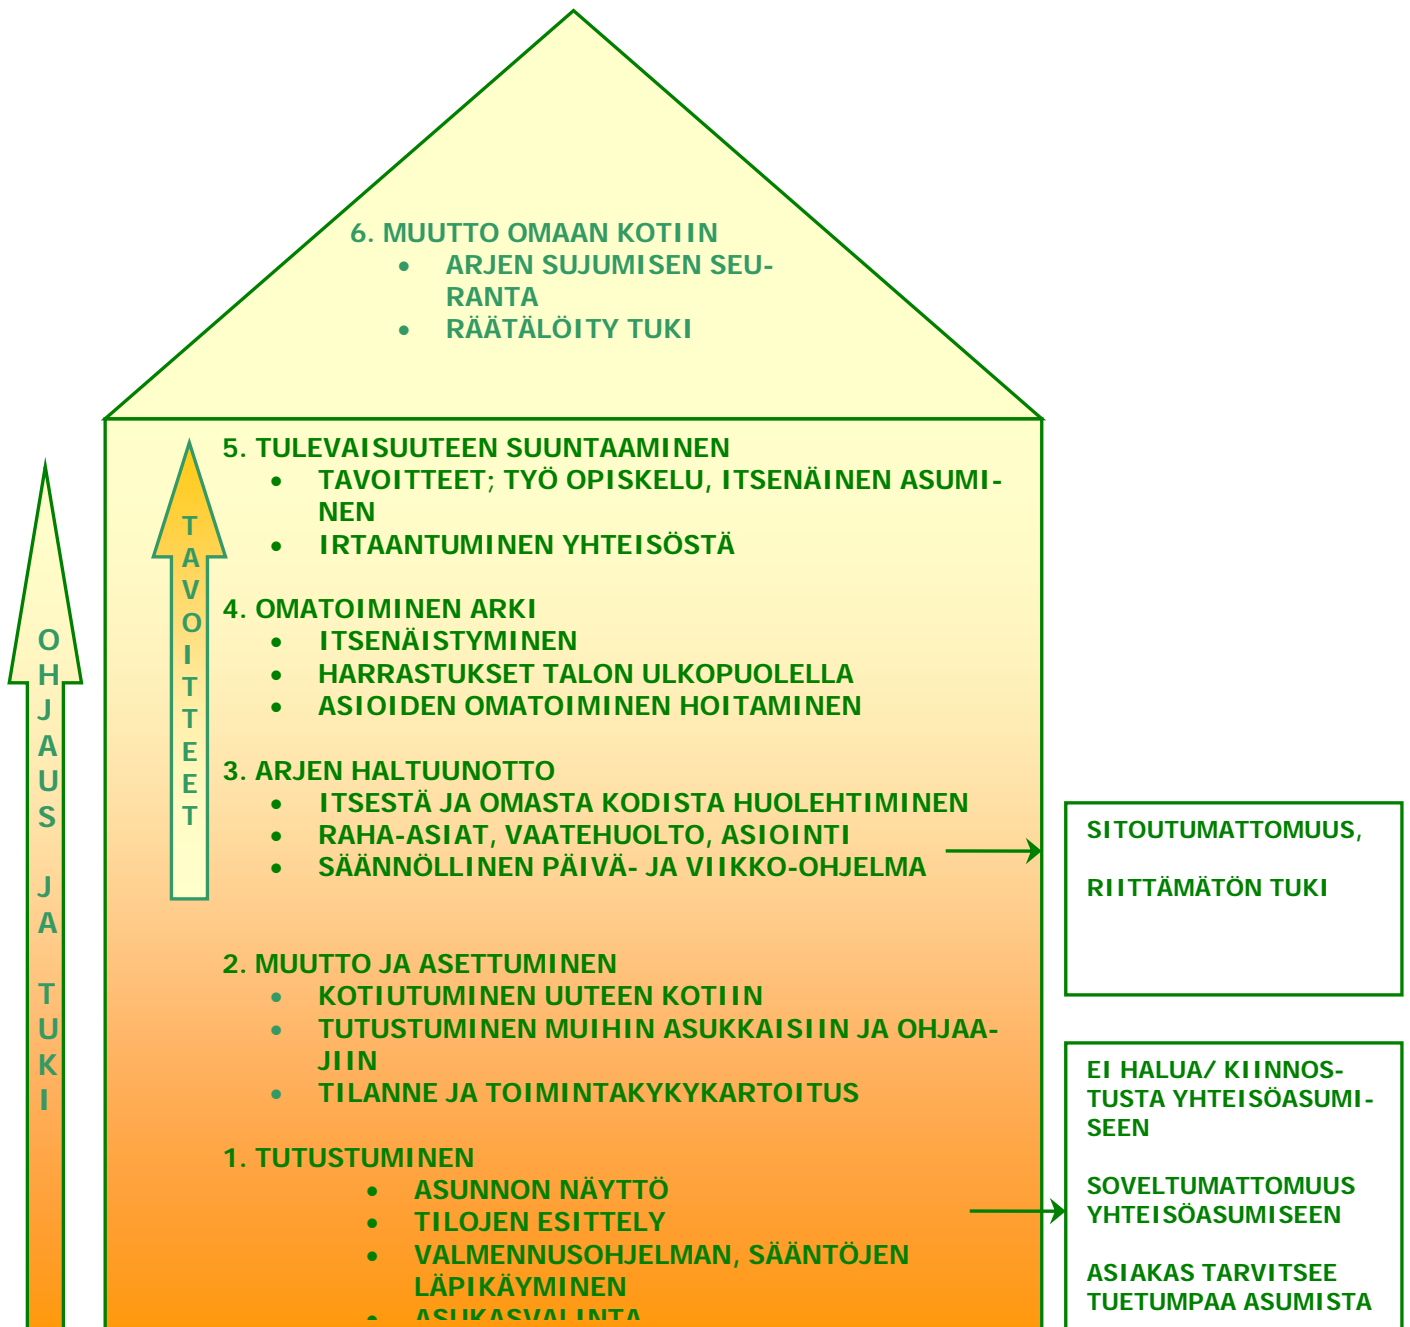 6. MUUTTO OMAAN KOTIIN
• ARJEN SUJUMISEN SEU-
RANTA
• RÄÄTÄLÖITY TUKI
5. TULEVAISUUTEEN SUUNTAAMINEN
• TAVOITTEET; TYÖ OPISKELU, ITSENÄINEN ASUMI-
NEN
• IRTAANTUMINEN YHTEISÖSTÄ
4. OMATOIMINEN ARKI
• ITSENÄISTYMINEN
• HARRASTUKSET TALON ULKOPUOLELLA
• ASIOIDEN OMATOIMINEN HOITAMINEN
3. ARJEN HALTUUNOTTO
• ITSESTÄ JA OMASTA KODISTA HUOLEHTIMINEN
• RAHA-ASIAT, VAATEHUOLTO, ASIOINTI
• SÄÄNNÖLLINEN PÄIVÄ- JA VIIKKO-OHJELMA
2. MUUTTO JA ASETTUMINEN
• KOTIUTUMINEN UUTEEN KOTIIN
• TUTUSTUMINEN MUIHIN ASUKKAISIIN JA OHJAA-
JIIN
• TILANNE JA TOIMINTAKYKYKARTOITUS
1. TUTUSTUMINEN
• ASUNNON NÄYTTÖ
• TILOJEN ESITTELY
• VALMENNUSOHJELMAN, SÄÄNTÖJEN
LÄPIKÄYMINEN
• ASUKASVALINTA
TAVOITTEET
OHJAUS JA TUKI
SITOUTUMATTOMUUS,
RIITTÄMÄTÖN TUKI
EI HALUA/ KIINNOS-
TUSTA YHTEISÖASUMI-
SEEN
SOVELTUMATTOMUUS
YHTEISÖASUMISEEN
ASIAKAS TARVITSEE
TUETUMPAA ASUMISTA